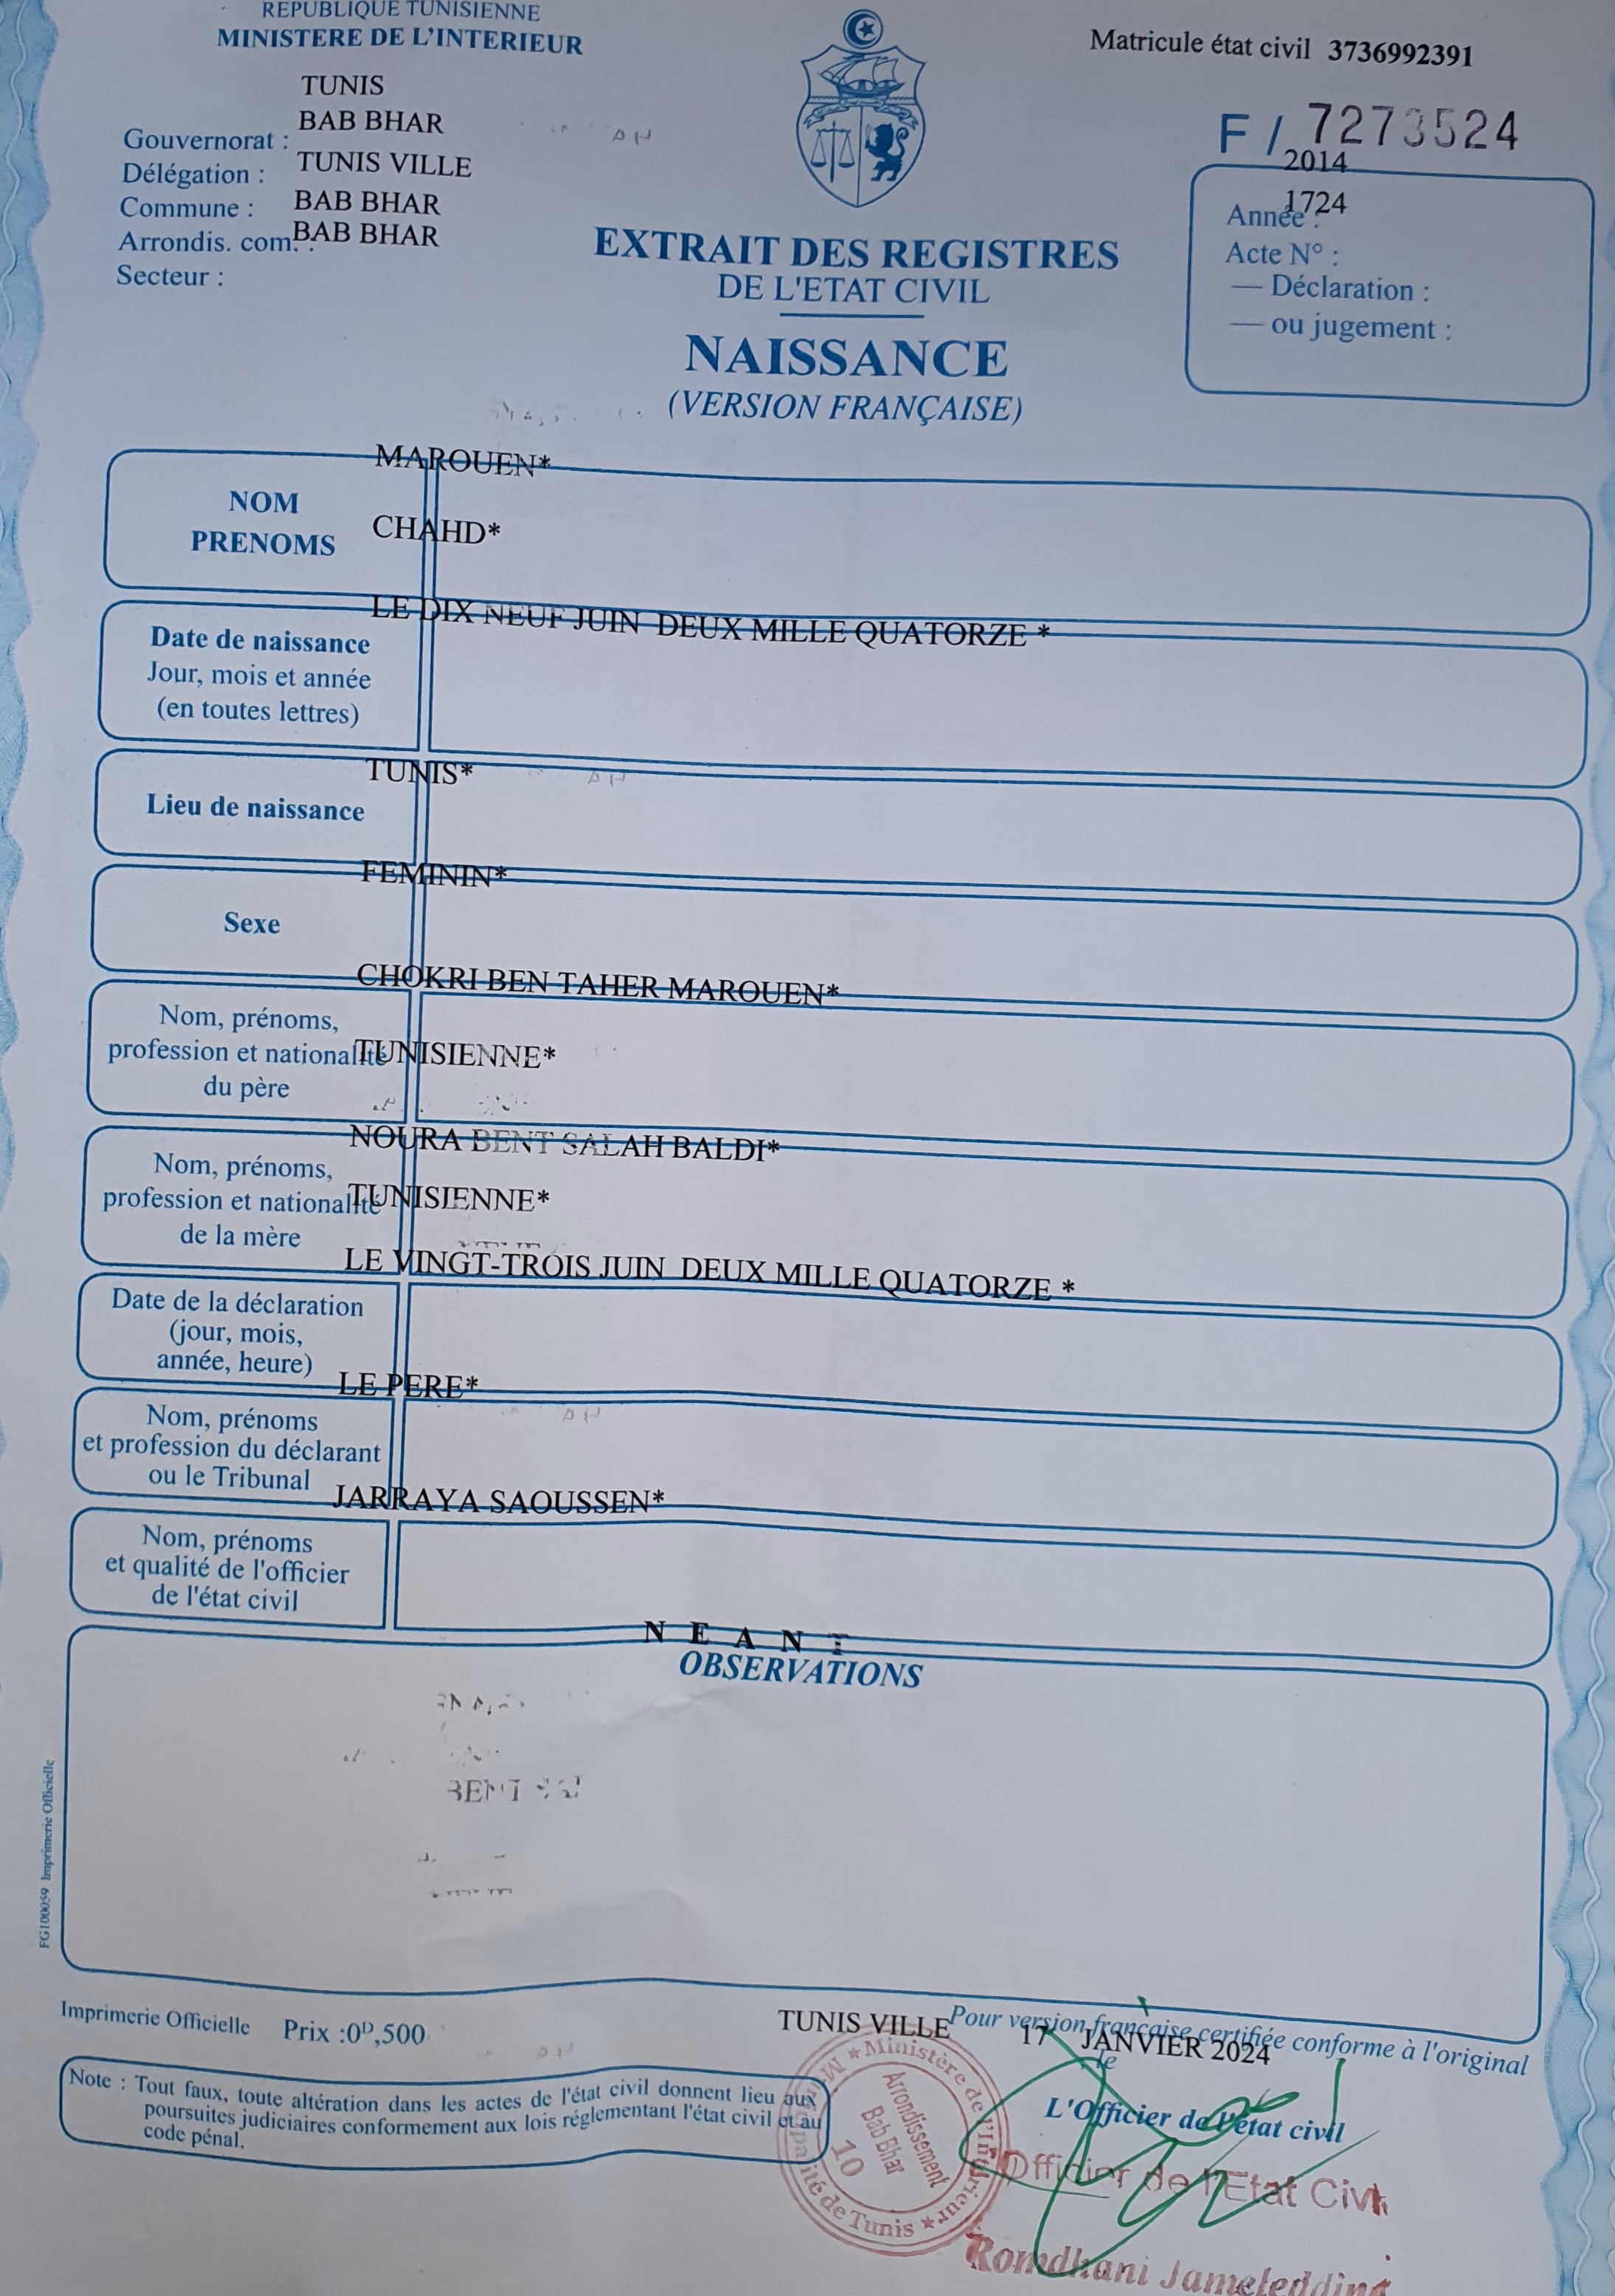 REPUBLIQUE TUNISIENNE
MINISTERE DE L'INTERIEUR
TUNIS
BAB BHAR
Gouvernorat :
TUNIS VILLE
Délégation :
BAB BHAR
Commune :
BAB BHAR
Arrondis. com. :
Secteur :
Matricule état civil 3736992391
F / 7273524
2014
1724
Année :
Acte N° :
— Déclaration :
— ou jugement :
EXTRAIT DES REGISTRES
DE L'ETAT CIVIL
NAISSANCE
(VERSION FRANÇAISE)
MAROUEN*
NOM
CHAHD*
PRENOMS
LE DIX NEUF JUIN DEUX MILLE QUATORZE *
Date de naissance
Jour, mois et année
(en toutes lettres)
TUNIS*
Lieu de naissance
FEMININ*
Sexe
CHOKRI BEN TAHER MAROUEN*
Nom, prénoms,
profession et nationalité
TUNISIENNE*
du père
NOURA BENT SALAH BALDI*
Nom, prénoms,
profession et nationalité
TUNISIENNE*
de la mère
LE VINGT-TROIS JUIN DEUX MILLE QUATORZE *
Date de la déclaration
(jour, mois,
année, heure)
LE PERE*
Nom, prénoms
et profession du déclarant
ou le Tribunal
JARRAYA SAOUSSEN*
Nom, prénoms
et qualité de l'officier
de l'état civil
N E A N T
OBSERVATIONS
FG100059 Imprimerie Officielle
Imprimerie Officielle Prix :0ᴰ,500
TUNIS VILLE
Pour version française certifiée conforme à l'original
17 JANVIER 2024
le
L'Officier de l'état civil
Note : Tout faux, toute altération dans les actes de l'état civil donnent lieu aux
poursuites judiciaires conformement aux lois réglementant l'état civil et au
code pénal.
Ministère de l'Intérieur
Municipalité de Tunis
Arrondissement
Bab Bhar
10
Officier de l'Etat Civil
Romdhani Jameleddine